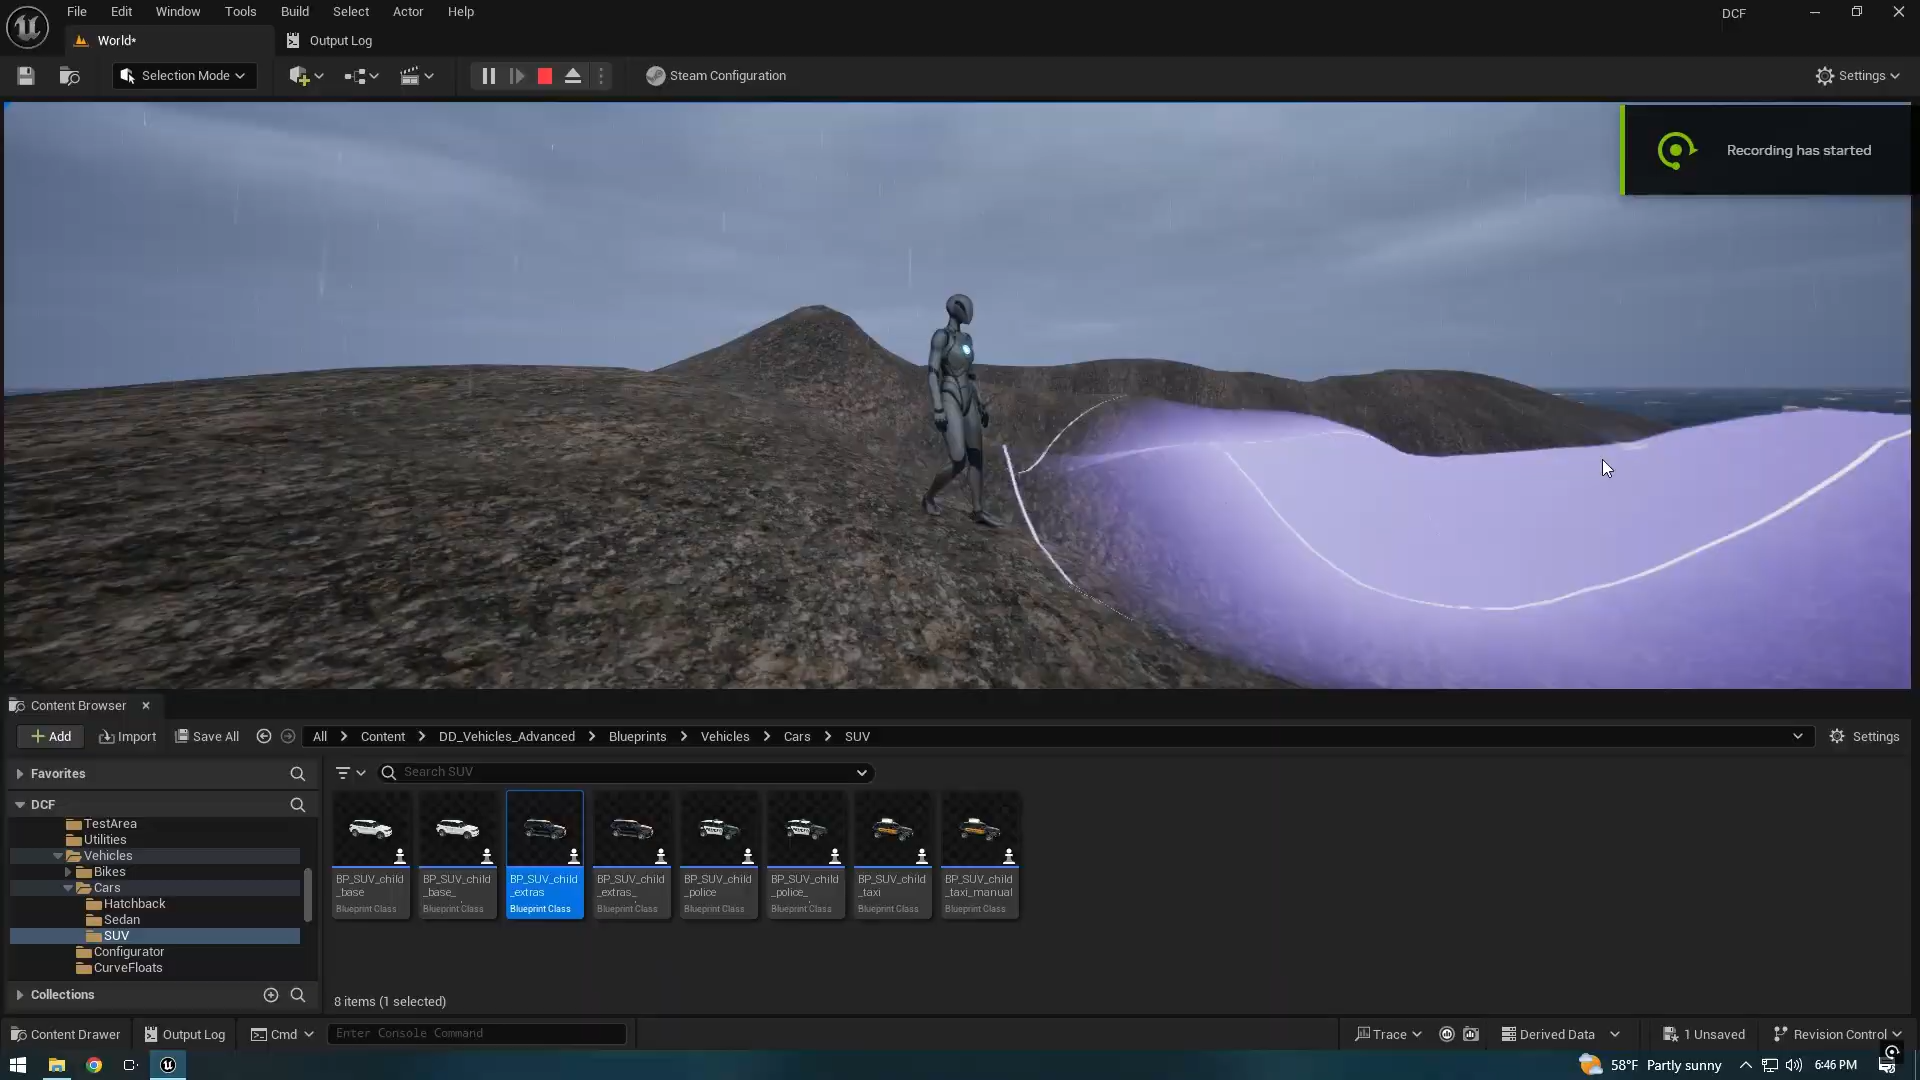 File Edit Window Tools Build Select Actor Help
DCF
World*
Output Log
Selection Mode
Steam Configuration
Settings
Recording has started
Content Browser
Add
Import
Save All
All
Content
DD_Vehicles_Advanced
Blueprints
Vehicles
Cars
SUV
Settings
Favorites
Search SUV
DCF
TestArea
Utilities
Vehicles
Bikes
Cars
Hatchback
Sedan
SUV
Configurator
CurveFloats
Collections
BP_SUV_child
_base
Blueprint Class
BP_SUV_child
_base_
Blueprint Class
BP_SUV_child
_extras
Blueprint Class
BP_SUV_child
_extras_
Blueprint Class
BP_SUV_child
_police
Blueprint Class
BP_SUV_child
_police_
Blueprint Class
BP_SUV_child
_taxi
Blueprint Class
BP_SUV_child
_taxi_manual
Blueprint Class
8 items (1 selected)
Content Drawer
Output Log
Cmd
Enter Console Command
Trace
Derived Data
1 Unsaved
Revision Control
58°F Partly sunny
6:46 PM